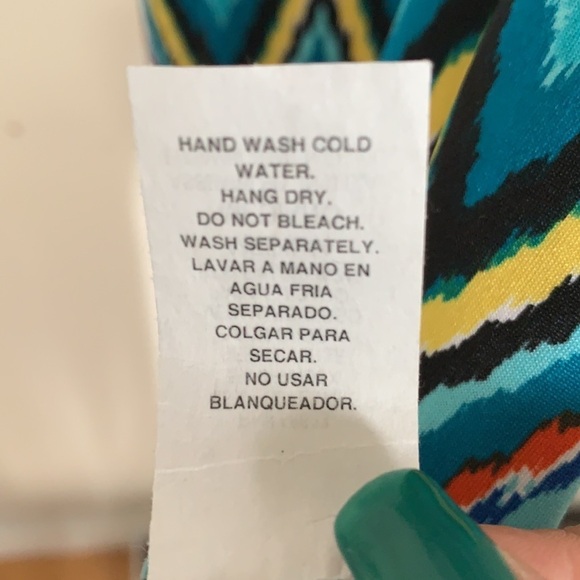 HAND WASH COLD
WATER.
HANG DRY.
DO NOT BLEACH.
WASH SEPARATELY.
LAVAR A MANO EN
AGUA FRIA
SEPARADO.
COLGAR PARA
SECAR.
NO USAR
BLANQUEADOR.